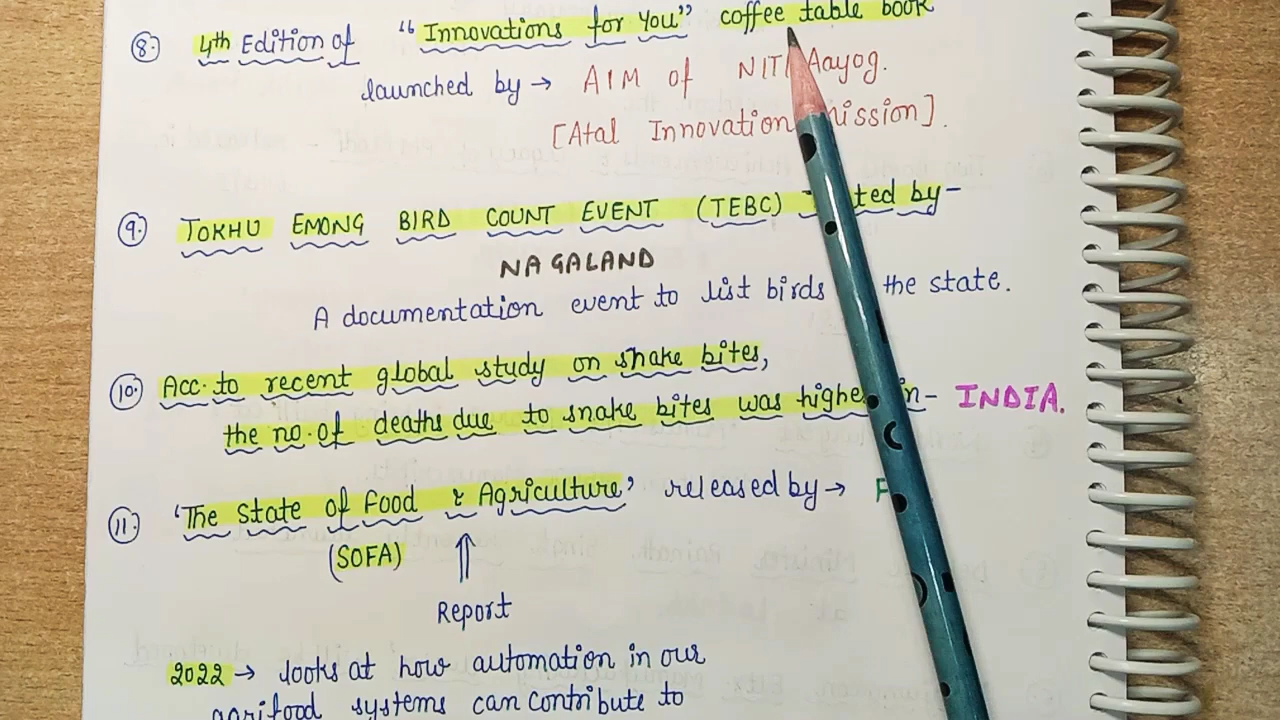 8. 4th Edition of "Innovations for You" coffee table book
launched by → AIM of NITI Aayog.
[Atal Innovation Mission].
9. TOKHU EMONG BIRD COUNT EVENT (TEBC) by-
NAGALAND
A documentation event to list birds the state.
10. Acc. to recent global study on snake bites,
the no. of deaths due to snake bites was highest in- INDIA.
11. 'The State of Food & Agriculture' released by →
(SOFA)
Report
2022 → looks at how automation in our
agrifood systems can contribute to